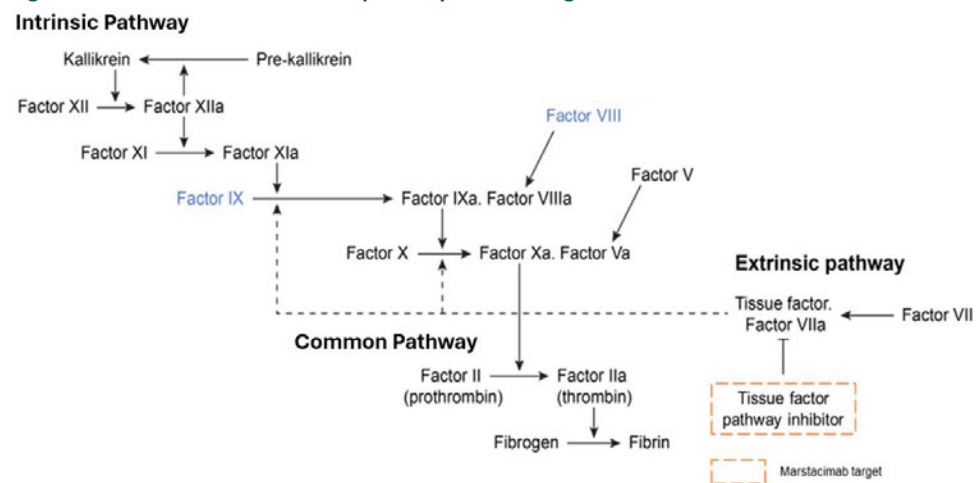 Intrinsic Pathway
Kallikrein
Pre-kallikrein
Factor XII
Factor XIIa
Factor VIII
Factor XI
Factor XIa
Factor V
Factor IX
Factor IXa. Factor VIIIa
Factor X
Factor Xa. Factor Va
Extrinsic pathway
Tissue factor.
Factor VIIa
Factor VII
Common Pathway
Factor II
(prothrombin)
Factor IIa
(thrombin)
Tissue factor
pathway inhibitor
Fibrogen
Fibrin
Marstacimab target